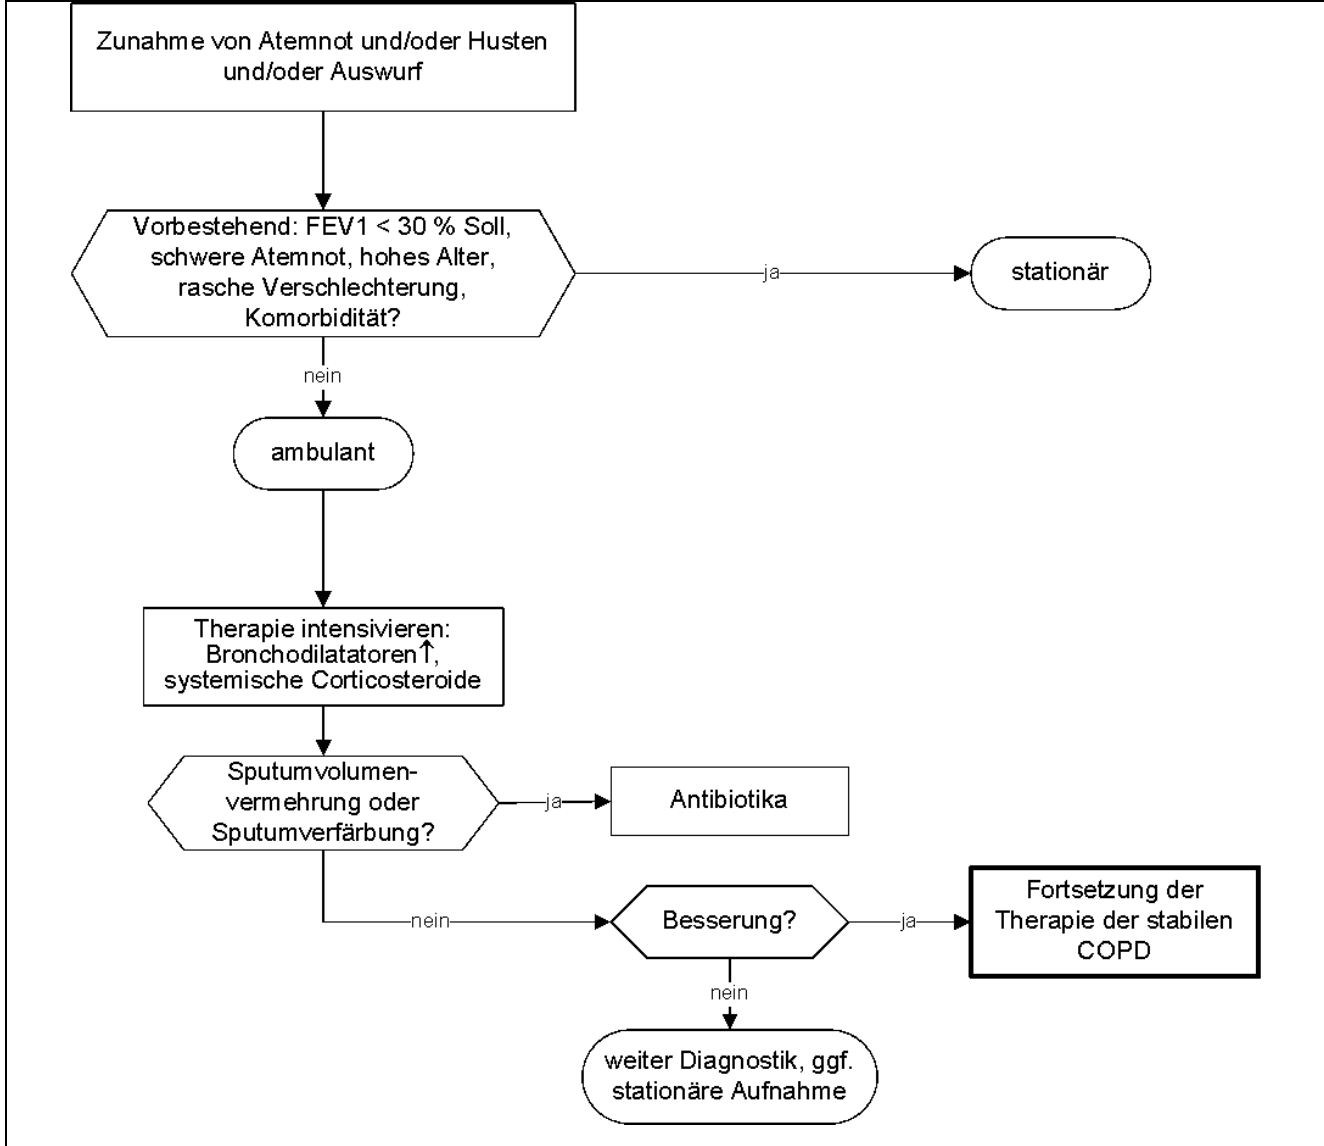 Zunahme von Atemnot und/oder Husten
und/oder Auswurf
Vorbestehend: FEV1 < 30 % Soll,
schwere Atemnot, hohes Alter,
rasche Verschlechterung,
Komorbidität?
ja
stationär
nein
ambulant
Therapie intensivieren:
Bronchodilatatoren↑,
systemische Corticosteroide
Sputumvolumen-
vermehrung oder
Sputumverfärbung?
ja
Antibiotika
nein
Besserung?
ja
Fortsetzung der
Therapie der stabilen
COPD
nein
weiter Diagnostik, ggf.
stationäre Aufnahme